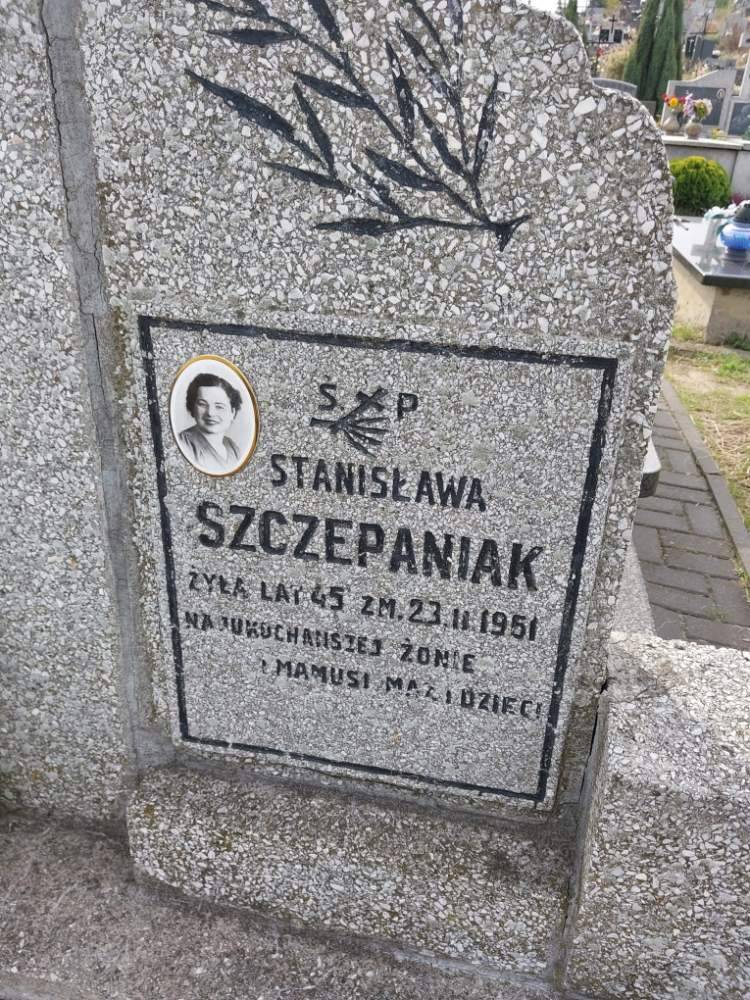 Ś P
STANISŁAWA
SZCZEPANIAK
ŻYŁA LAT 45 ZM. 23.II.1951
NAJUKOCHAŃSZEJ ŻONIE
I MAMUSI MĄŻ I DZIECI